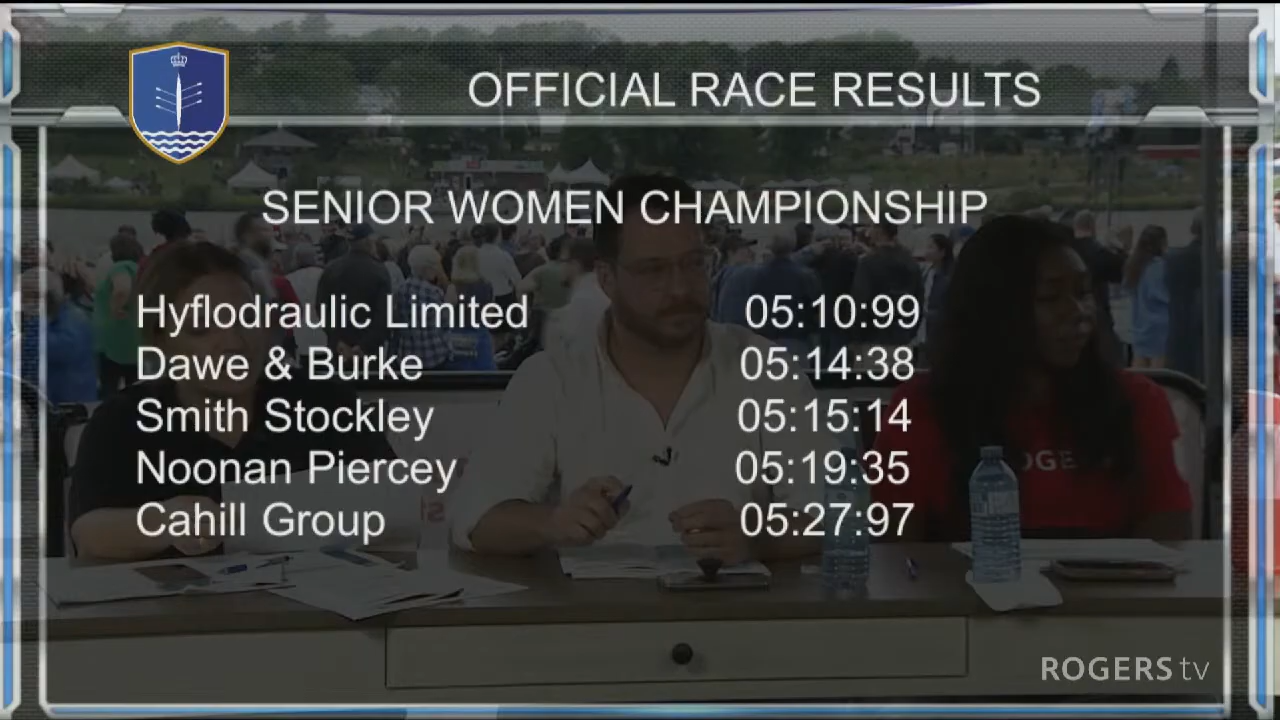 OFFICIAL RACE RESULTS
SENIOR WOMEN CHAMPIONSHIP
Hyflodraulic Limited 05:10:99
Dawe & Burke 05:14:38
Smith Stockley 05:15:14
Noonan Piercey 05:19:35
Cahill Group 05:27:97
OGE
ROGERS tv